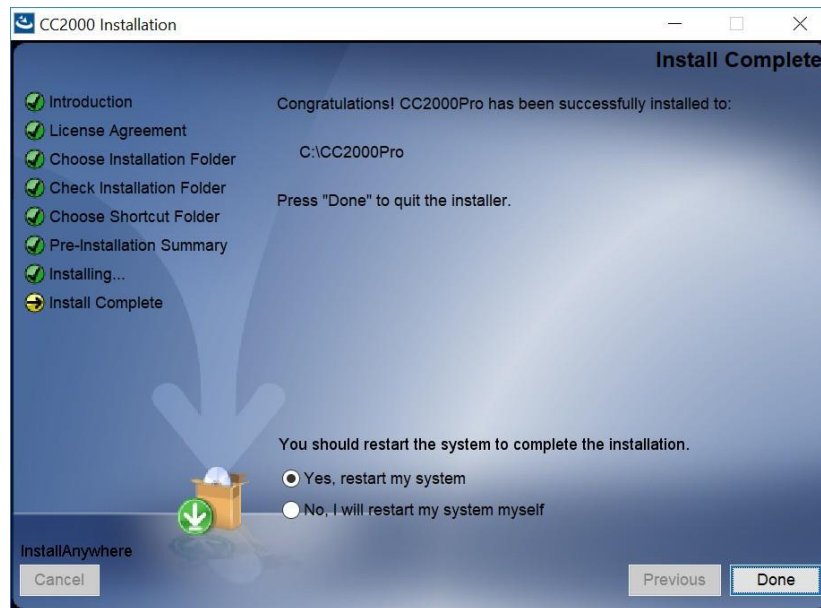 CC2000 Installation
Install Complete
Introduction
License Agreement
Choose Installation Folder
Check Installation Folder
Choose Shortcut Folder
Pre-Installation Summary
Installing...
Install Complete
Congratulations! CC2000Pro has been successfully installed to:
C:\CC2000Pro
Press "Done" to quit the installer.
You should restart the system to complete the installation.
Yes, restart my system
No, I will restart my system myself
InstallAnywhere
Cancel
Previous
Done